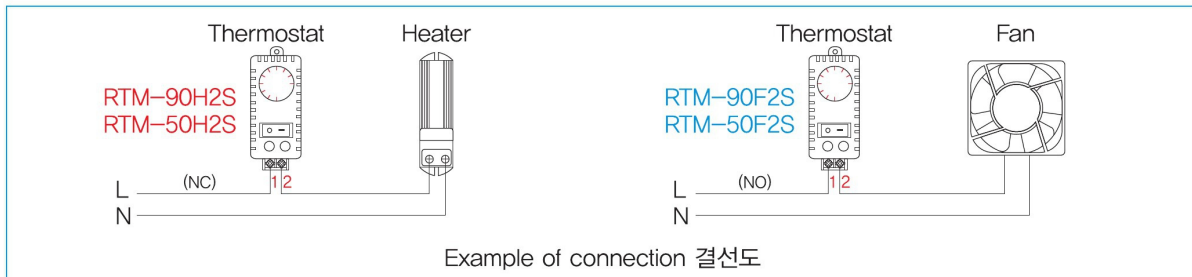 Thermostat Heater
RTM-90H2S
RTM-50H2S
L (NC) 1 2
N
Thermostat Fan
RTM-90F2S
RTM-50F2S
L (NO) 1 2
N
Example of connection 결선도